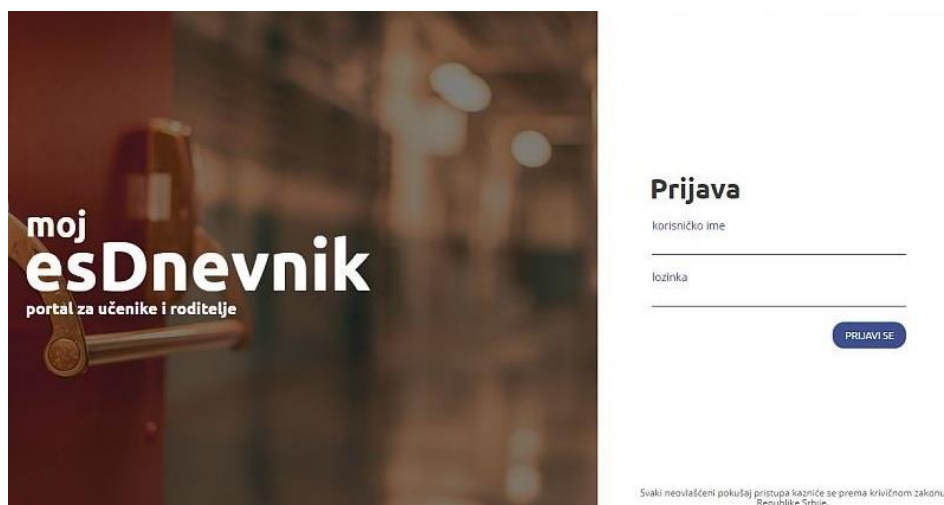 moj
esDnevnik
portal za učenike i roditelje
Prijava
korisničko ime
lozinka
PRIJAVI SE
Svaki neovlašćeni pokušaj pristupa kazniće se prema krivičnom zakonu
Republike Srbije.